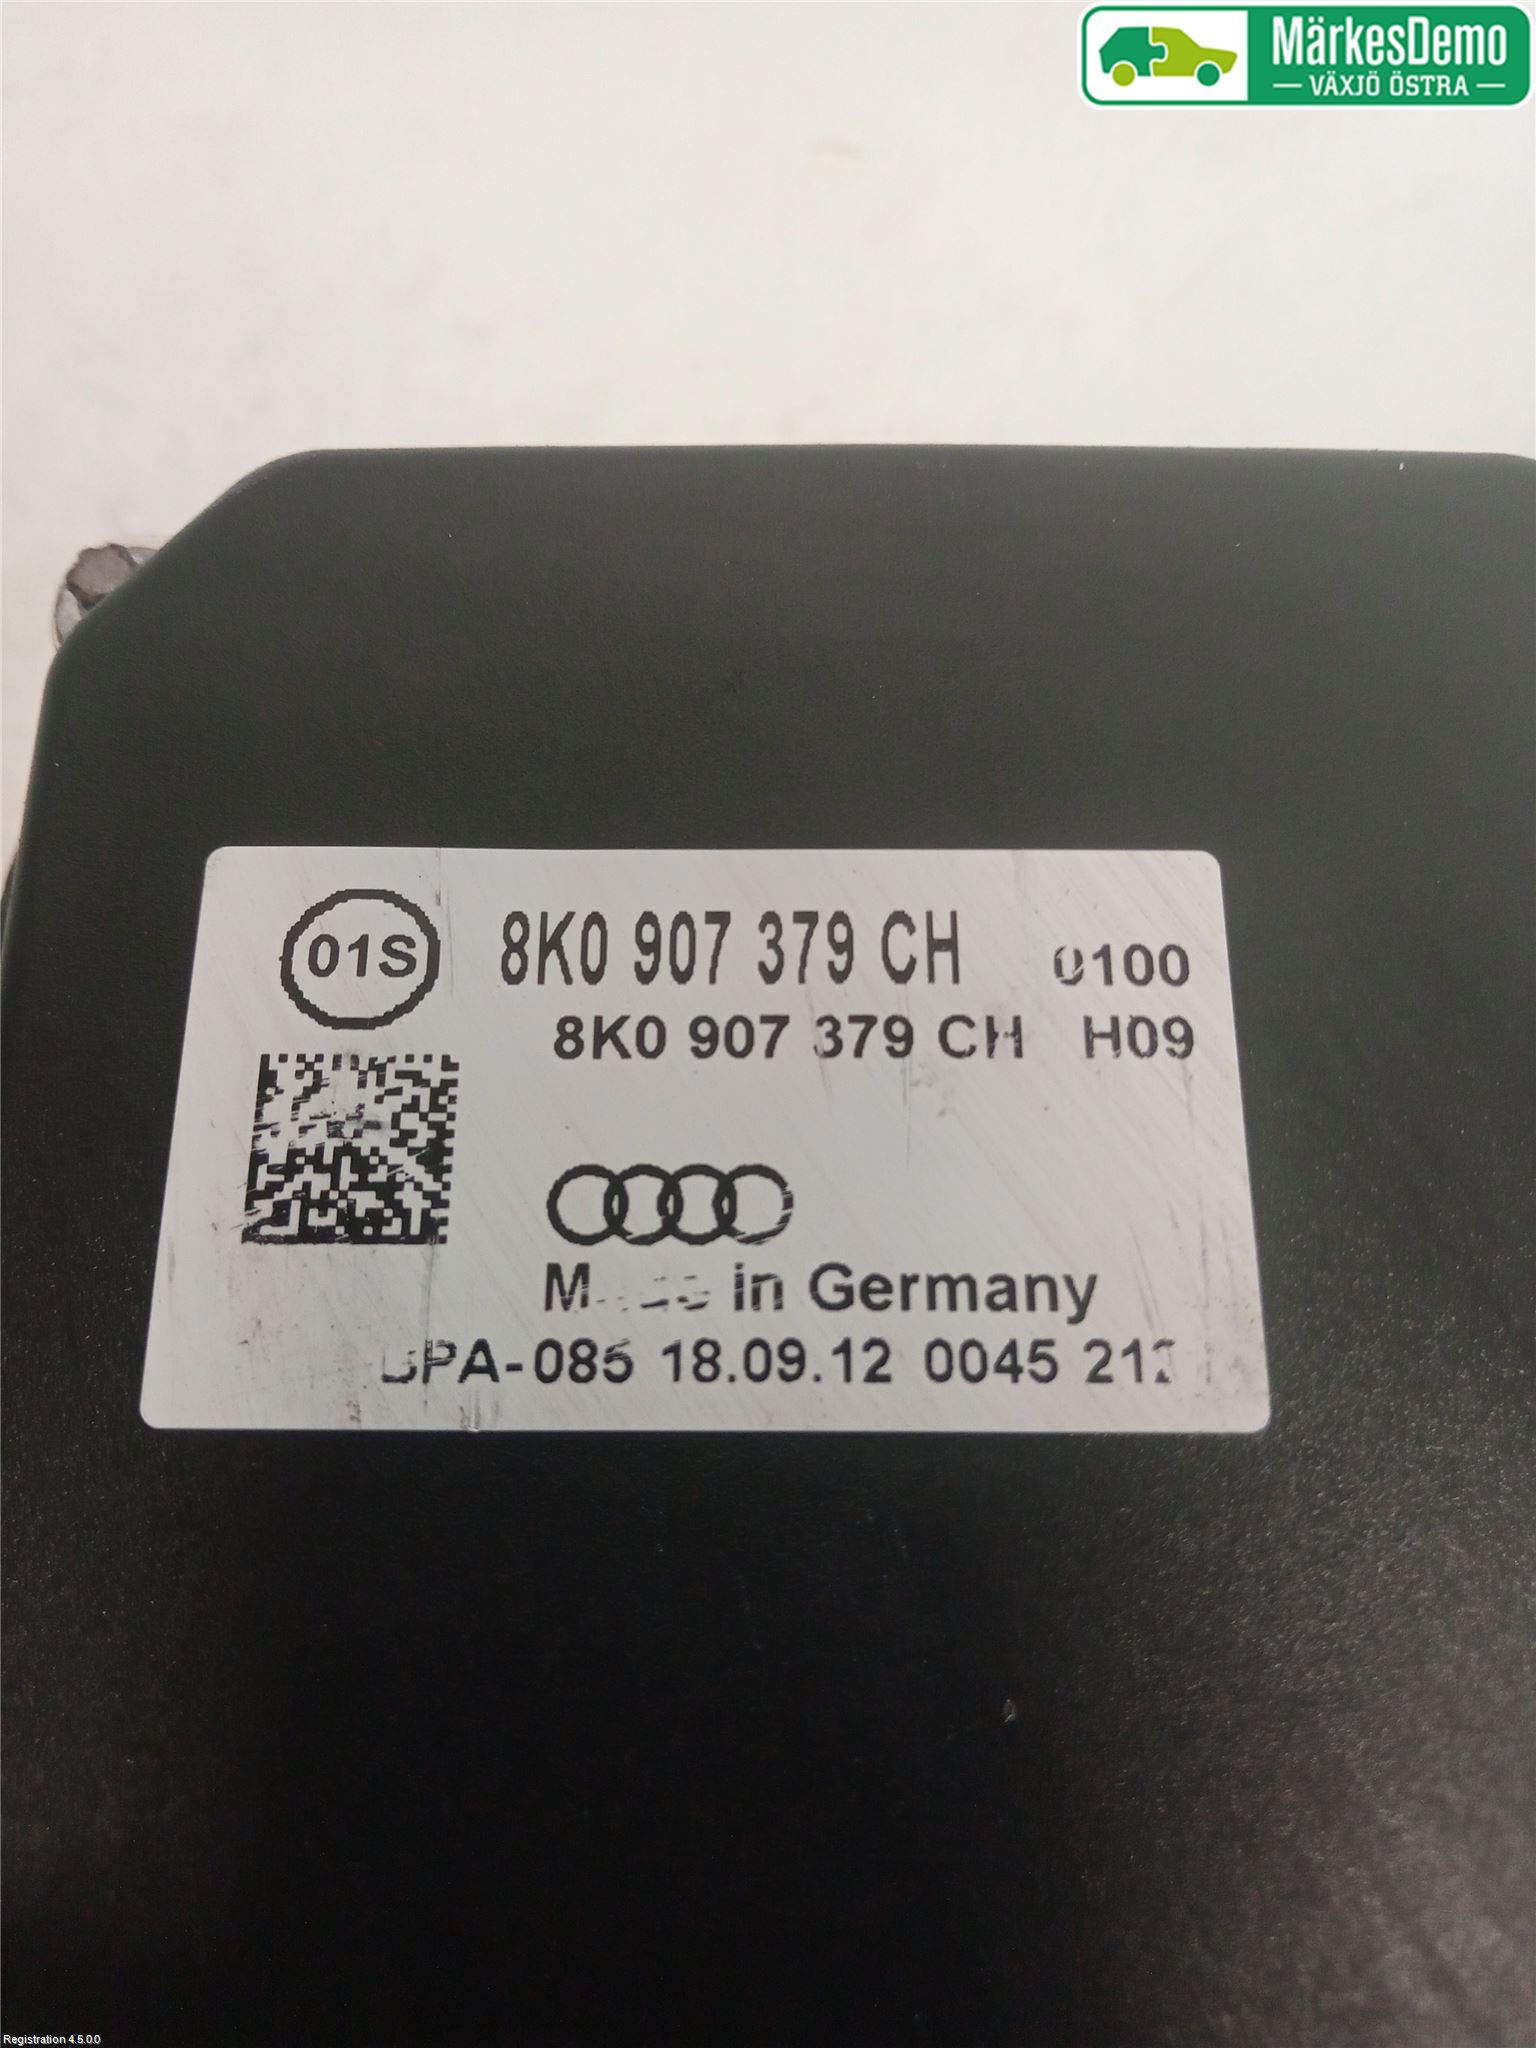 MärkesDemo
VÄXJÖ ÖSTRA
01S
8K0 907 379 CH 0100
8K0 907 379 CH H09
in Germany
18.09.12 0045
Registration 4.5.0.0